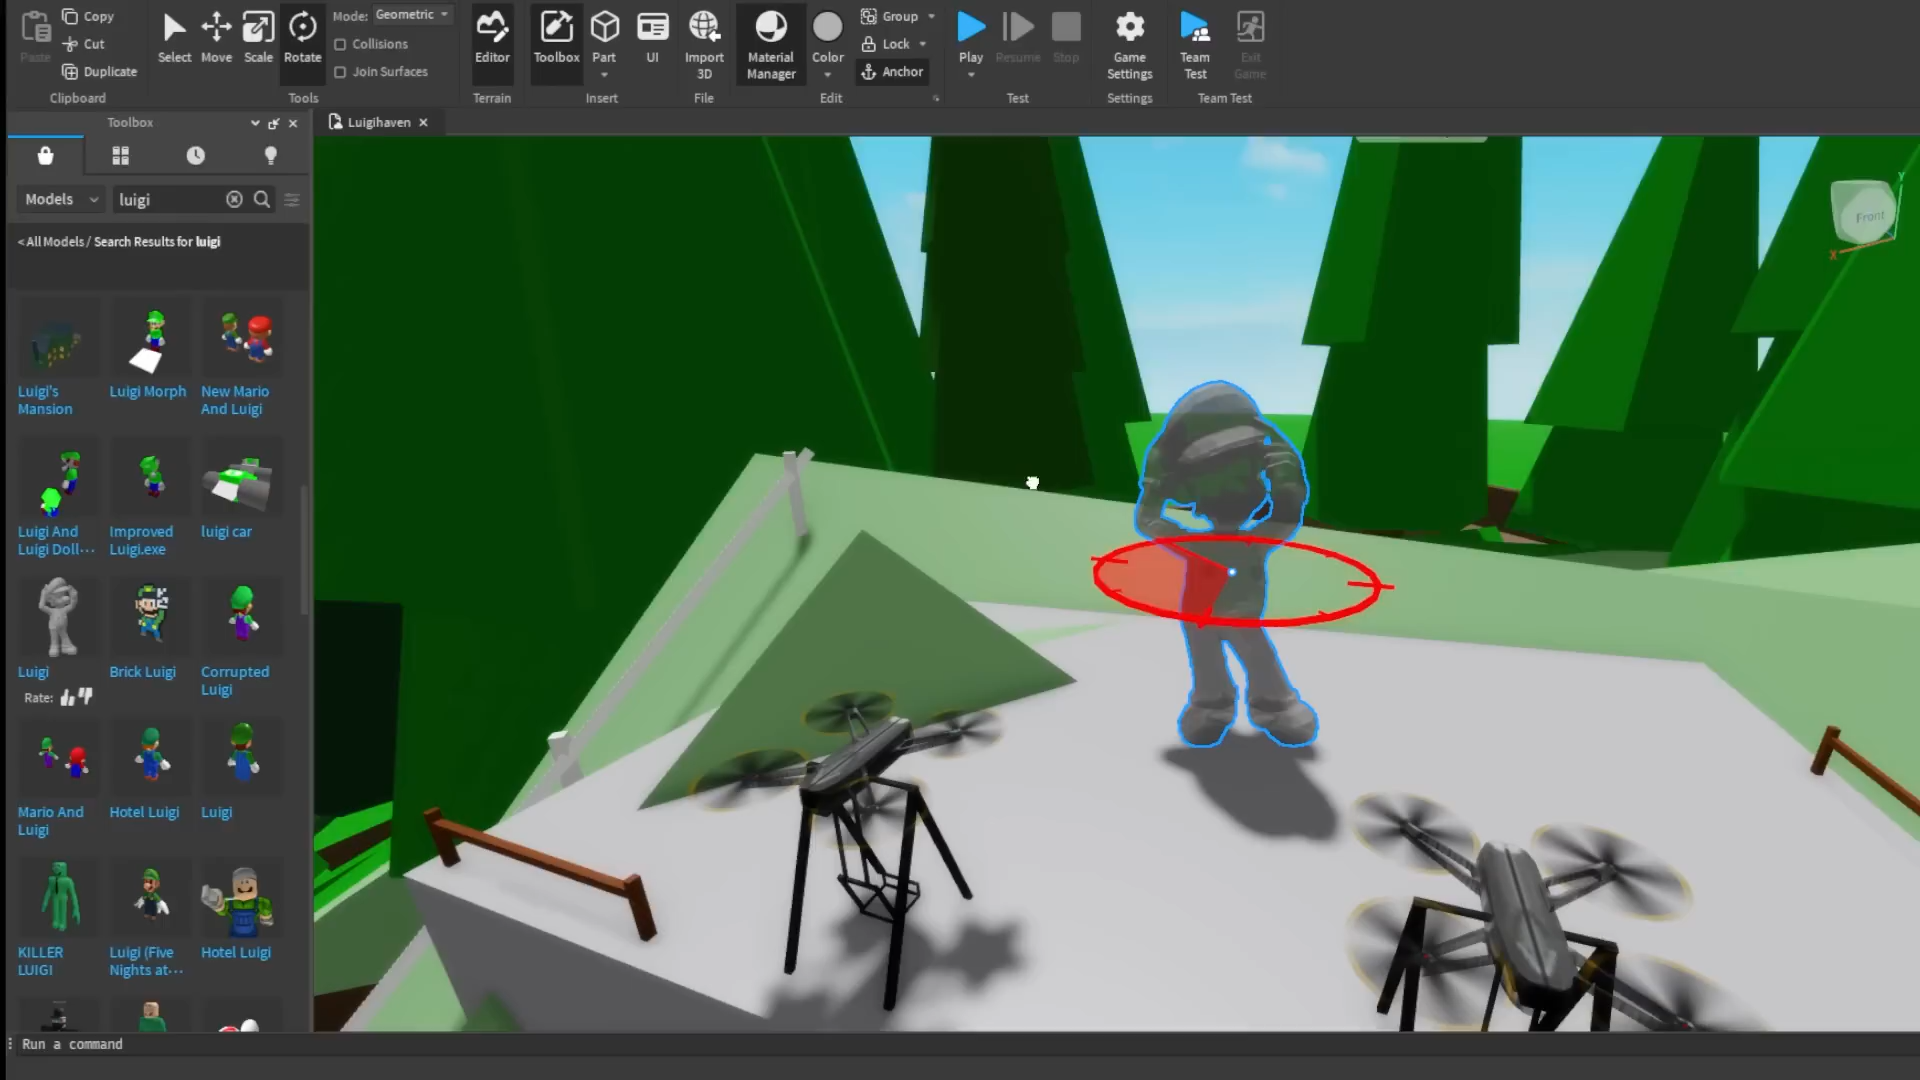 Copy
Cut
Duplicate
Paste
Clipboard
Select
Move
Scale
Rotate
Mode: Geometric
Collisions
Join Surfaces
Tools
Editor
Terrain
Toolbox
Part
UI
Insert
Import
3D
File
Material
Manager
Color
Group
Lock
Anchor
Edit
Play
Resume
Stop
Test
Game
Settings
Settings
Team
Test
Exit
Game
Team Test
Toolbox
Luigihaven
Models
luigi
< All Models / Search Results for luigi
Luigi's
Mansion
Luigi Morph
New Mario
And Luigi
Luigi And
Luigi Doll...
Improved
Luigi.exe
luigi car
Luigi
Rate:
Brick Luigi
Corrupted
Luigi
Mario And
Luigi
Hotel Luigi
Luigi
KILLER
LUIGI
Luigi (Five
Nights at...
Hotel Luigi
Front
Y
X
Run a command